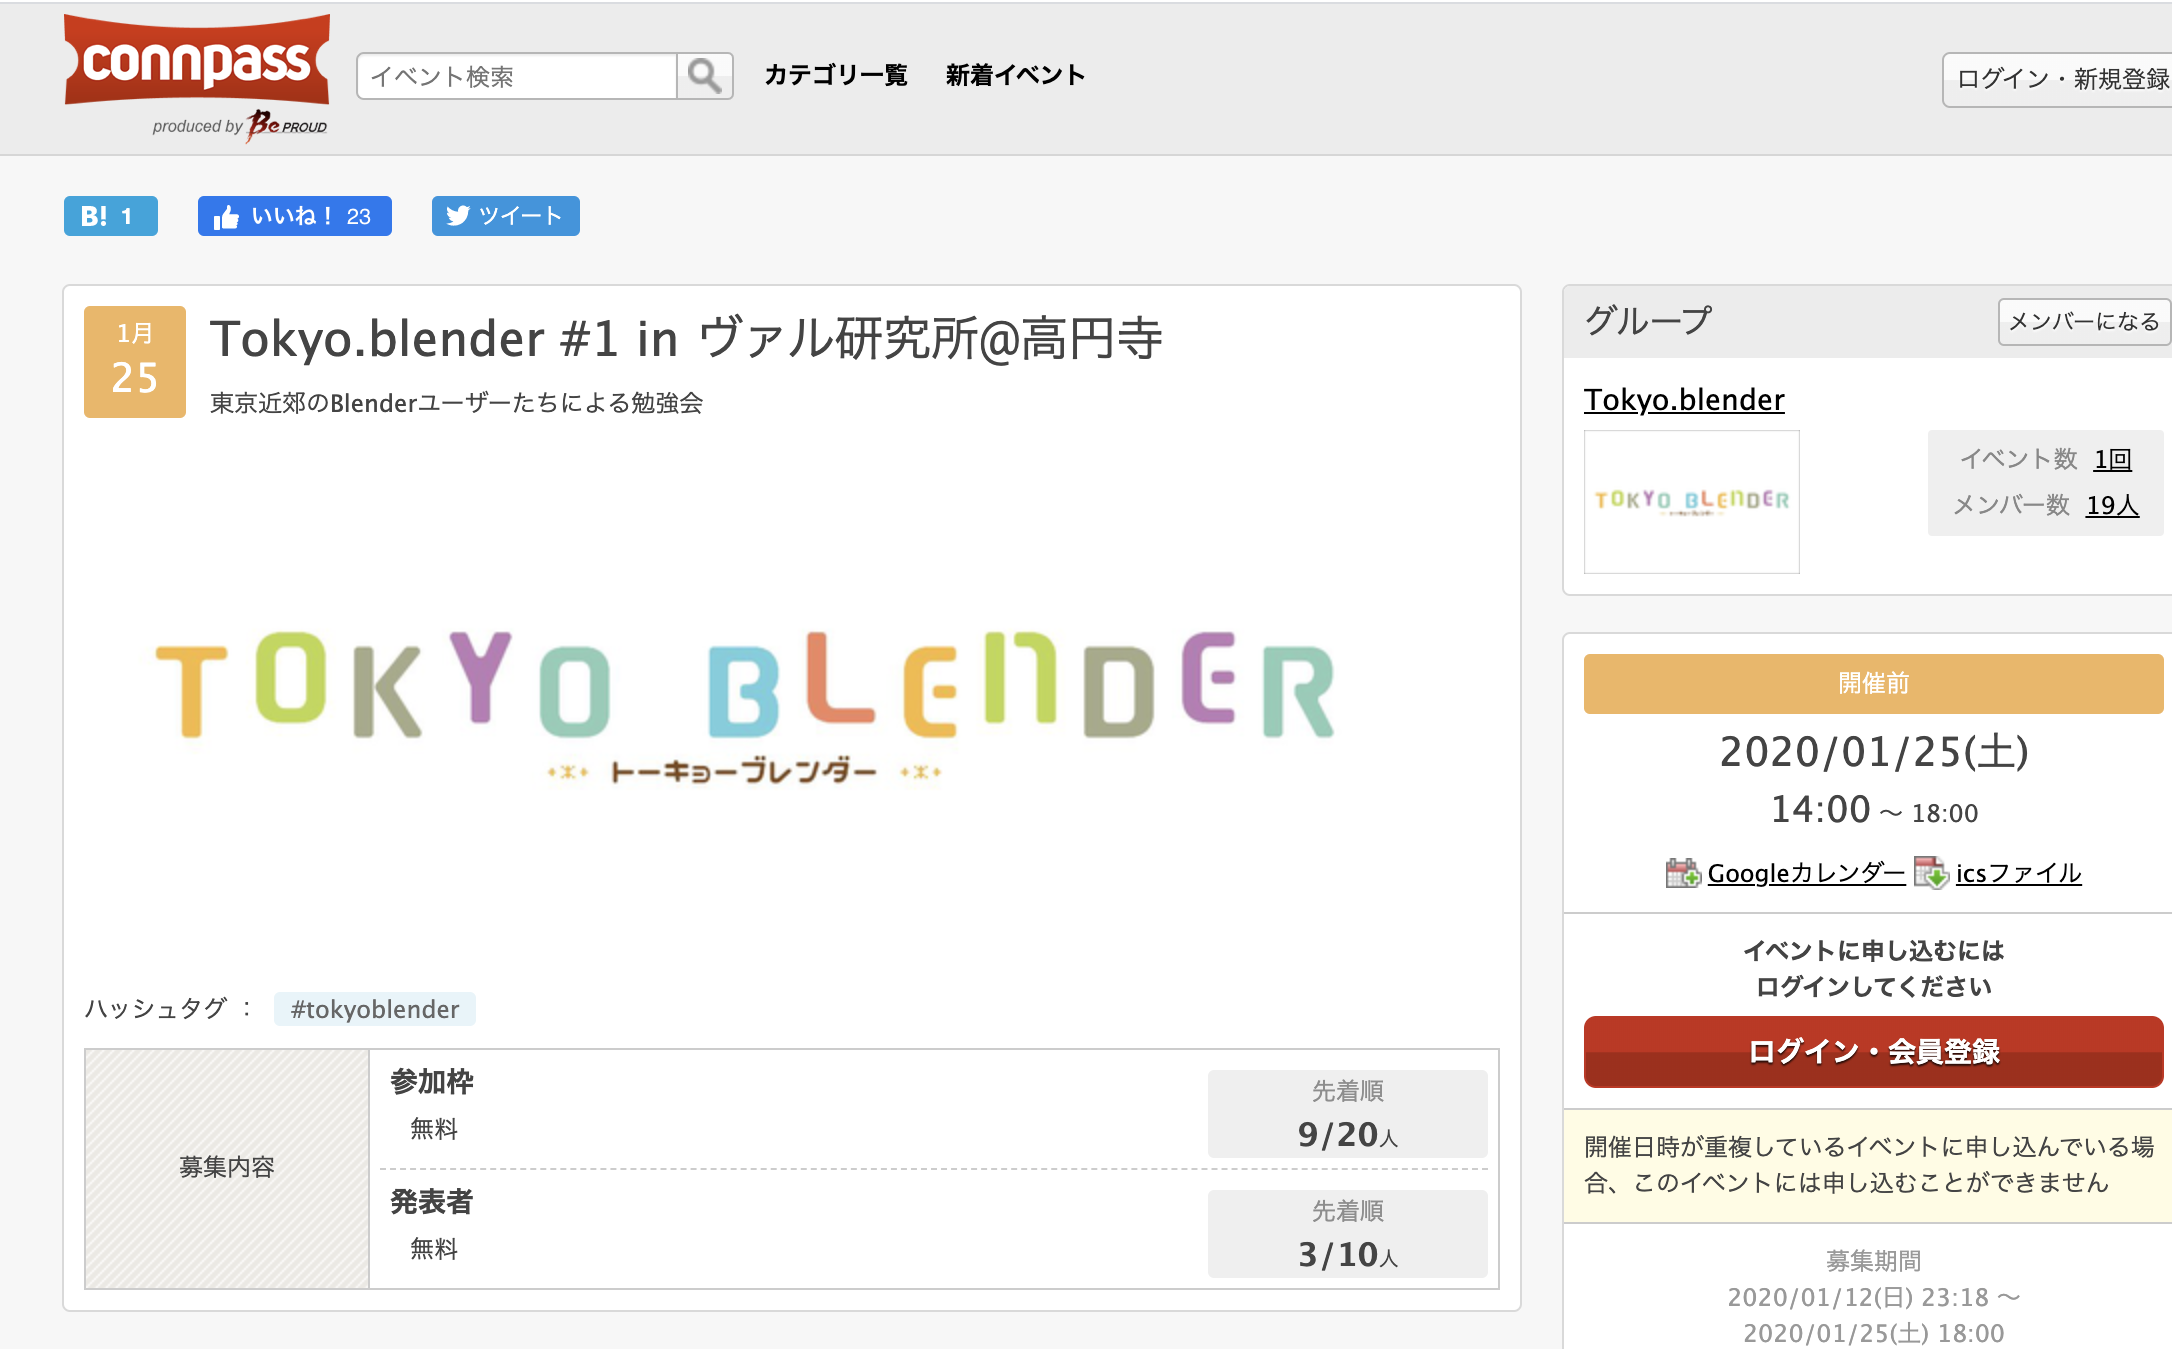 connpass
produced by Be PROUD
イベント検索
カテゴリ一覧
新着イベント
ログイン・新規登録
B! 1
いいね！ 23
ツイート
1月
25
Tokyo.blender #1 in ヴァル研究所@高円寺
東京近郊のBlenderユーザーたちによる勉強会
TOKYO BLENDER
トーキョーブレンダー
ハッシュタグ ： #tokyoblender
募集内容
参加枠
無料
先着順
9/20人
発表者
無料
先着順
3/10人
グループ
メンバーになる
Tokyo.blender
TOKYO BLENDER
トーキョーブレンダー
イベント数 1回
メンバー数 19人
開催前
2020/01/25(土)
14:00 〜 18:00
Googleカレンダー icsファイル
イベントに申し込むには
ログインしてください
ログイン・会員登録
開催日時が重複しているイベントに申し込んでいる場
合、このイベントには申し込むことができません
募集期間
2020/01/12(日) 23:18 〜
2020/01/25(土) 18:00